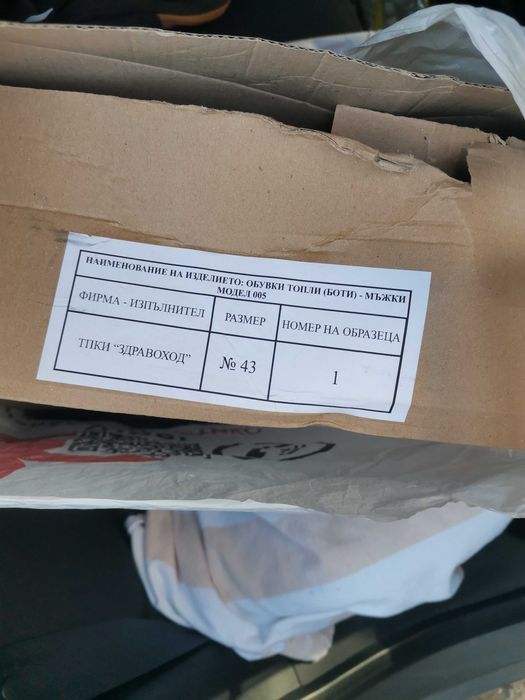 НАИМЕНОВАНИЕ НА ИЗДЕЛИЕТО: ОБУВКИ ТОПЛИ (БОТИ) - МЪЖКИ
МОДЕЛ 005
ФИРМА - ИЗПЪЛНИТЕЛ РАЗМЕР НОМЕР НА ОБРАЗЕЦА
ТПКИ “ЗДРАВОХОД” № 43 1